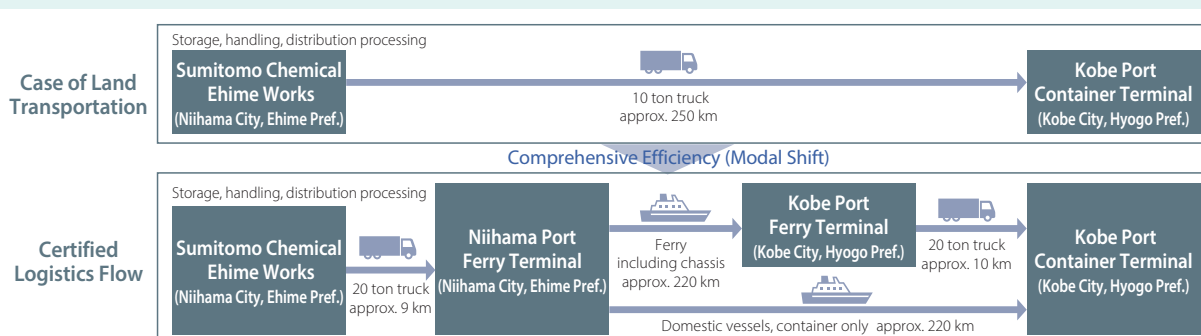 Case of Land
Transportation
Storage, handling, distribution processing
Sumitomo Chemical
Ehime Works
(Niihama City, Ehime Pref.)
10 ton truck
approx. 250 km
Kobe Port
Container Terminal
(Kobe City, Hyogo Pref.)
Comprehensive Efficiency (Modal Shift)
Certified
Logistics Flow
Storage, handling, distribution processing
Sumitomo Chemical
Ehime Works
(Niihama City, Ehime Pref.)
20 ton truck
approx. 9 km
Niihama Port
Ferry Terminal
(Niihama City, Ehime Pref.)
Ferry
including chassis
approx. 220 km
Kobe Port
Ferry Terminal
(Kobe City, Hyogo Pref.)
20 ton truck
approx. 10 km
Domestic vessels, container only approx. 220 km
Kobe Port
Container Terminal
(Kobe City, Hyogo Pref.)